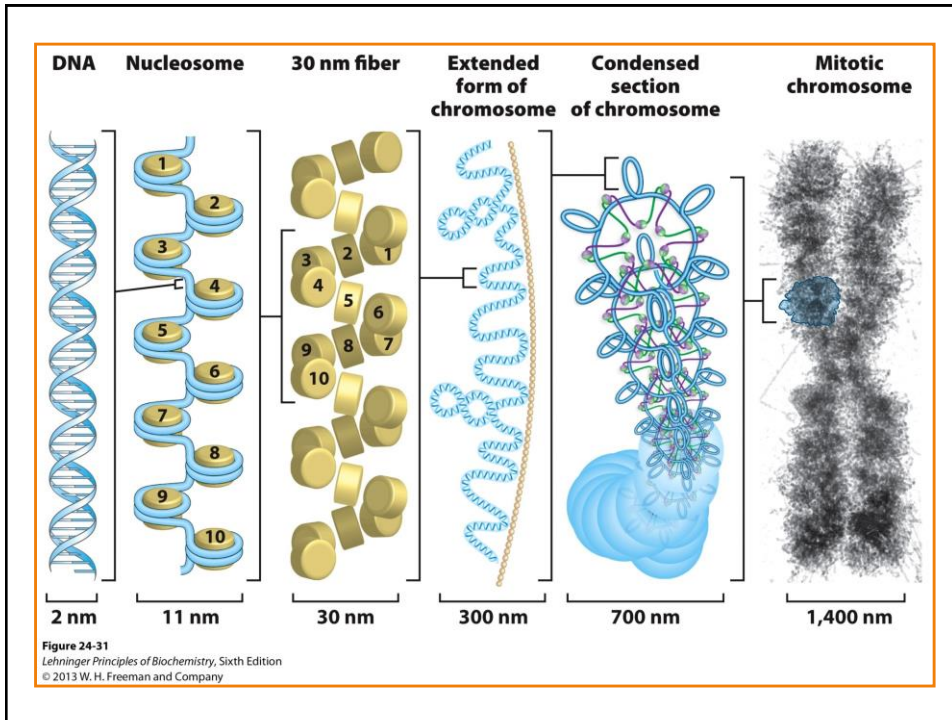 DNA
Nucleosome
30 nm fiber
Extended
form of
chromosome
Condensed
section
of chromosome
Mitotic
chromosome
1
2
3
4
5
6
7
8
9
10
1
2
3
4
5
6
7
8
9
10
2 nm
11 nm
30 nm
300 nm
700 nm
1,400 nm
Figure 24-31
Lehninger Principles of Biochemistry, Sixth Edition
© 2013 W. H. Freeman and Company